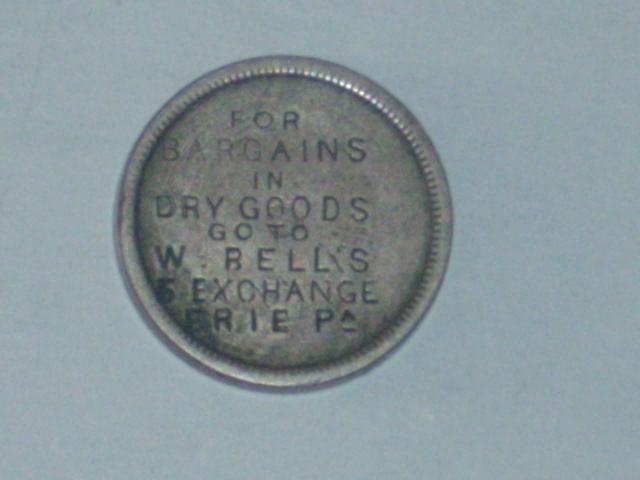 FOR
BARGAINS
IN
DRY GOODS
GO TO
W. BELL'S
5 EXCHANGE
ERIE PA